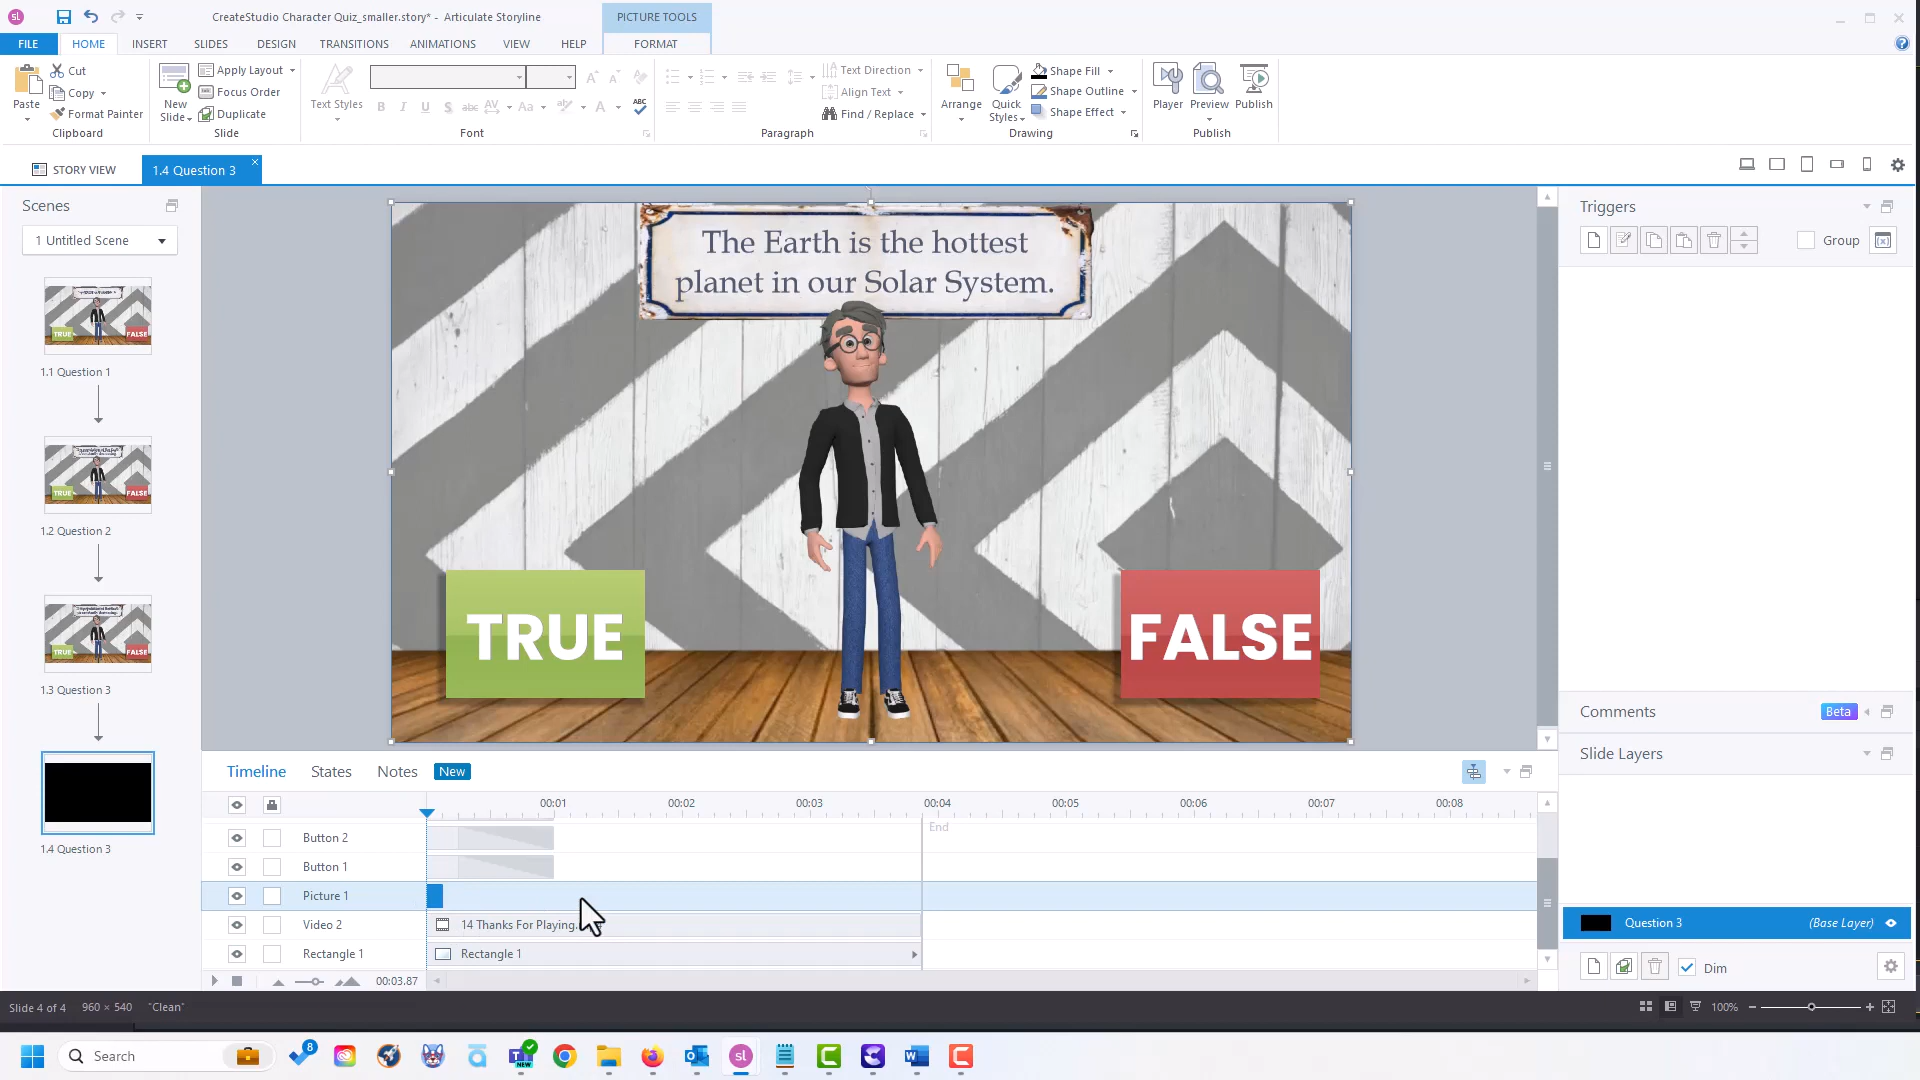 CreateStudio Character Quiz_smaller.story* - Articulate Storyline
PICTURE TOOLS
FILE HOME INSERT SLIDES DESIGN TRANSITIONS ANIMATIONS VIEW HELP FORMAT
Paste
Cut
Copy
Format Painter
Clipboard
New Slide
Apply Layout
Focus Order
Duplicate
Slide
Text Styles
Font
Text Direction
Align Text
Find / Replace
Paragraph
Arrange
Quick Styles
Shape Fill
Shape Outline
Shape Effect
Drawing
Player
Preview
Publish
Publish
STORY VIEW
1.4 Question 3
Scenes
1 Untitled Scene
TRUE FALSE
1.1 Question 1
TRUE FALSE
1.2 Question 2
TRUE FALSE
1.3 Question 3
1.4 Question 3
The Earth is the hottest
planet in our Solar System.
TRUE
FALSE
Triggers
Group
Comments
Beta
Slide Layers
Question 3 (Base Layer)
Dim
Timeline States Notes New
00:01 00:02 00:03 00:04 00:05 00:06 00:07 00:08
End
Button 2
Button 1
Picture 1
Video 2 14 Thanks For Playing.
Rectangle 1 Rectangle 1
00:03.87
Slide 4 of 4 960 × 540 "Clean"
100%
Search
8
NEW